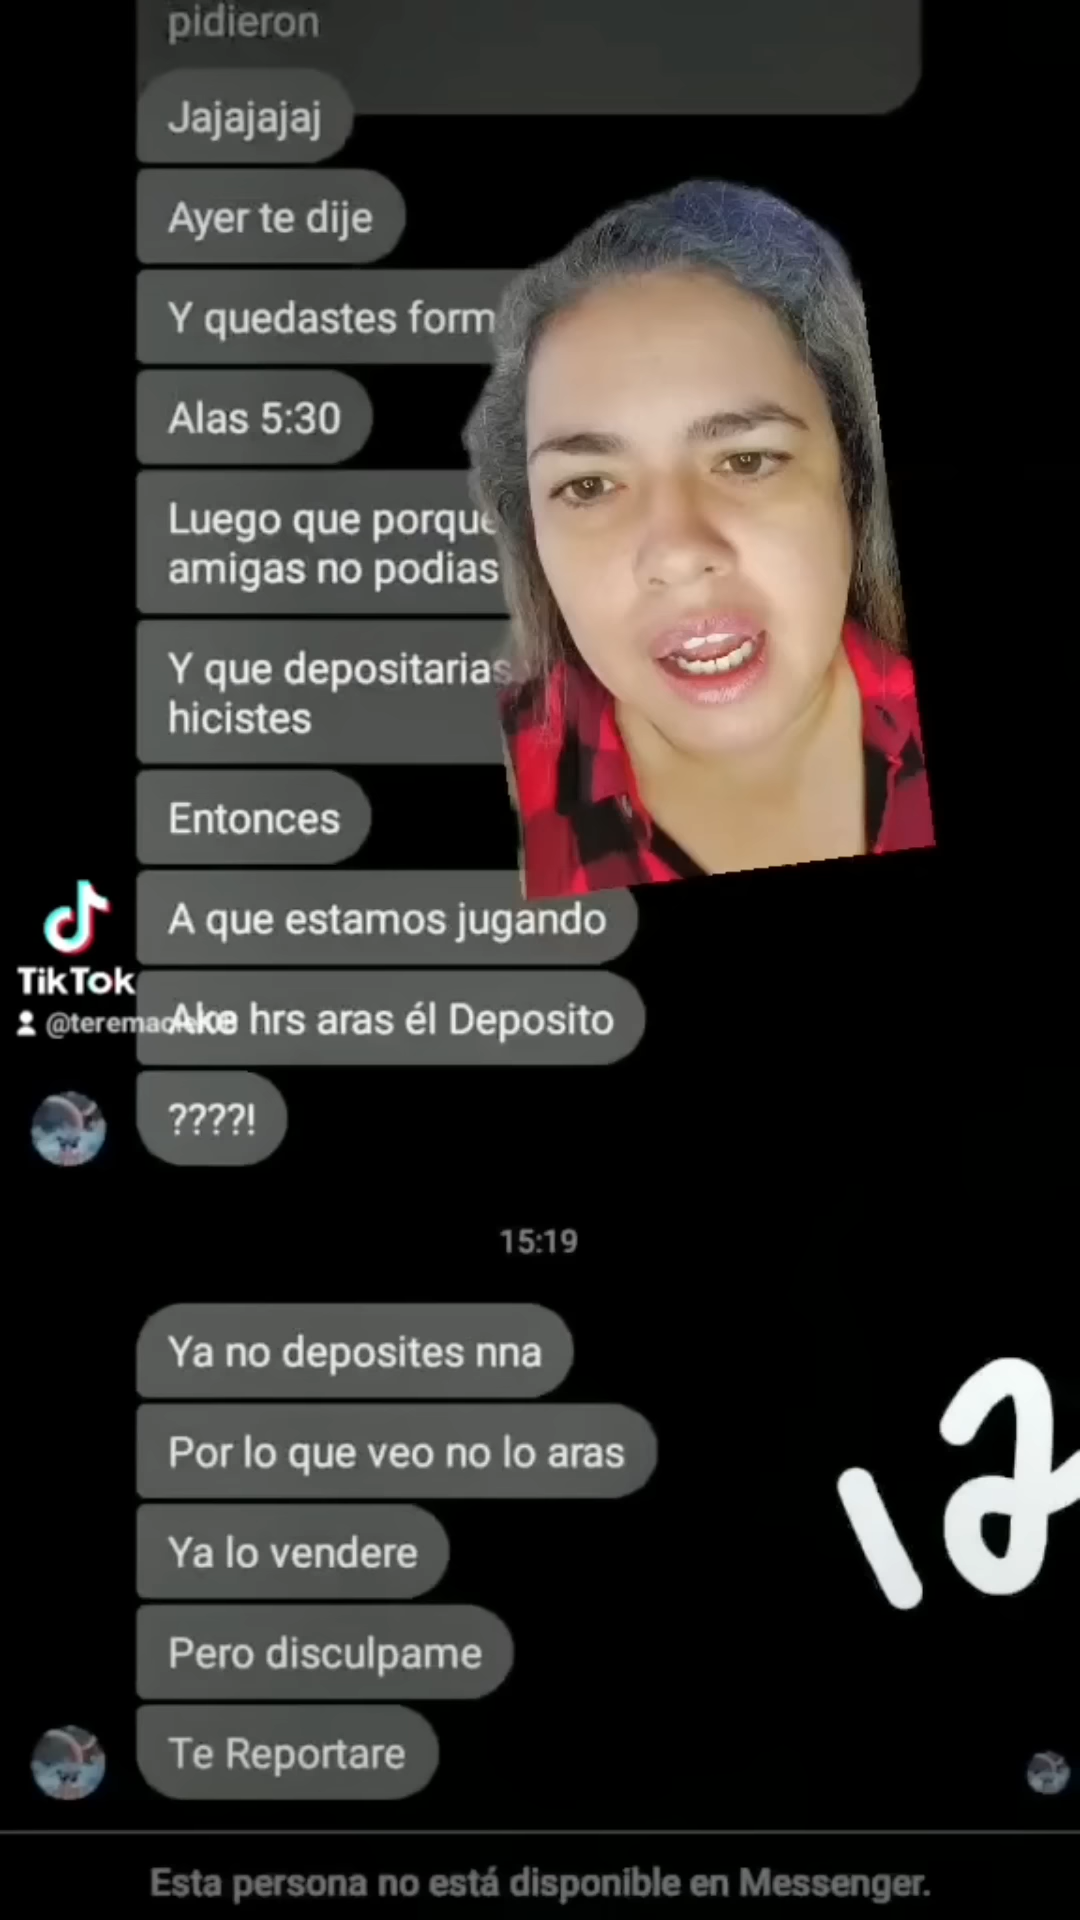 pidieron
Jajajajaj
Ayer te dije
Y quedastes form
Alas 5:30
Luego que porque
amigas no podias
Y que depositarias
hicistes
Entonces
A que estamos jugando
TikTok
Ake hrs aras él Deposito
????!
15:19
Ya no deposites nna
Por lo que veo no lo aras
12
Ya lo vendere
Pero disculpame
Te Reportare
Esta persona no está disponible en Messenger.